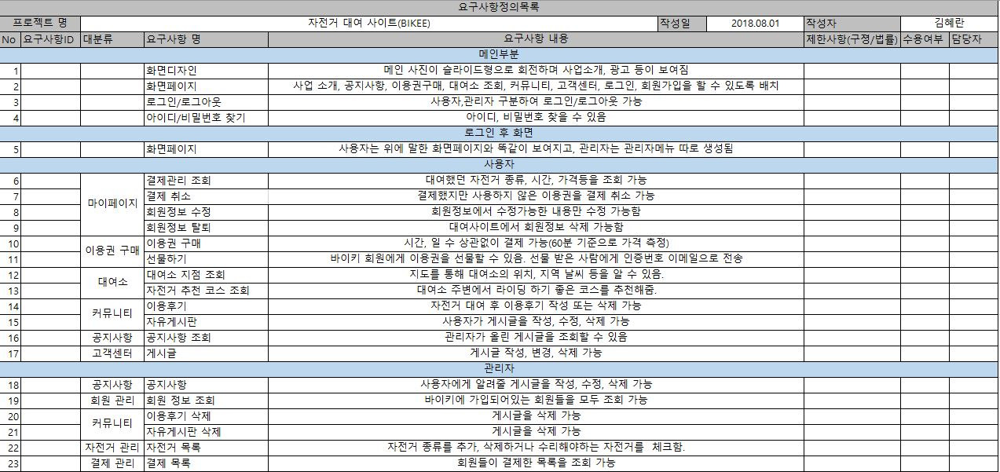 요구사항정의목록
프로젝트 명 자전거 대여 사이트(BIKEE) 작성일 2018.08.01 작성자 김혜란
No 요구사항ID 대분류 요구사항 명 요구사항 내용 제한사항(구졍/법률) 수용여부 담당자
메인부분
1 화면디자인 메인 사진이 슬라이드형으로 회전하며 사업소개, 광고 등이 보여짐
2 화면페이지 사업 소개, 공지사항, 이용권구매, 대여소 조회, 커뮤니티, 고객센터, 로그인, 회원가입을 할 수 있도록 배치
3 로그인/로그아웃 사용자,관리자 구분하여 로그인/로그아웃 가능
4 아이디/비밀번호 찾기 아이디, 비밀번호 찾을 수 있음
로그인 후 화면
5 화면페이지 사용자는 위에 말한 화면페이지와 똑같이 보여지고, 관리자는 관리자메뉴 따로 생성됨
사용자
6 마이페이지 결제관리 조회 대여했던 자전거 종류, 시간, 가격등을 조회 가능
7 결제 취소 결제했지만 사용하지 않은 이용권을 결제 취소 가능
8 회원정보 수정 회원정보에서 수정가능한 내용만 수정 가능함
9 회원정보 탈퇴 대여사이트에서 회원정보 삭제 가능함
10 이용권 구매 이용권 구매 시간, 일 수 상관없이 결제 가능(60분 기준으로 가격 측정)
11 선물하기 바이키 회원에게 이용권을 선물할 수 있음. 선물 받은 사람에게 인증번호 이메일으로 전송
12 대여소 대여소 지점 조회 지도를 통해 대여소의 위치, 지역 날씨 등을 알 수 있음.
13 자전거 추천 코스 조회 대여소 주변에서 라이딩 하기 좋은 코스를 추천해줌.
14 커뮤니티 이용후기 자전거 대여 후 이용후기 작성 또는 삭제 가능
15 자유게시판 사용자가 게시글을 작성, 수정, 삭제 가능
16 공지사항 공지사항 조회 관리자가 올린 게시글을 조회할 수 있음
17 고객센터 게시글 게시글 작성, 변경, 삭제 가능
관리자
18 공지사항 공지사항 사용자에게 알려줄 게시글을 작성, 수정, 삭제 가능
19 회원 관리 회원 정보 조회 바이키에 가입되어있는 회원들을 모두 조회 가능
20 커뮤니티 이용후기 삭제 게시글을 삭제 가능
21 자유게시판 삭제 게시글을 삭제 가능
22 자전거 관리 자전거 목록 자전거 종류를 추가, 삭제하거나 수리해야하는 자전거를 체크함.
23 결제 관리 결제 목록 회원들이 결제한 목록을 조회 가능